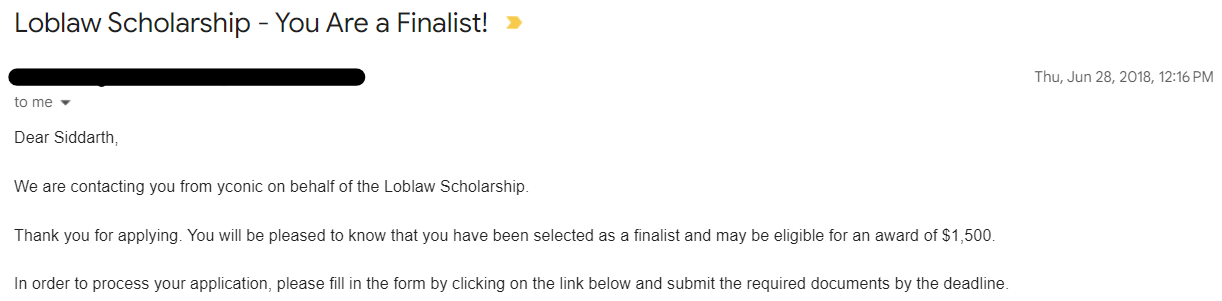 Loblaw Scholarship - You Are a Finalist!
Thu, Jun 28, 2018, 12:16 PM
to me
Dear Siddarth,
We are contacting you from yconic on behalf of the Loblaw Scholarship.
Thank you for applying. You will be pleased to know that you have been selected as a finalist and may be eligible for an award of $1,500.
In order to process your application, please fill in the form by clicking on the link below and submit the required documents by the deadline.